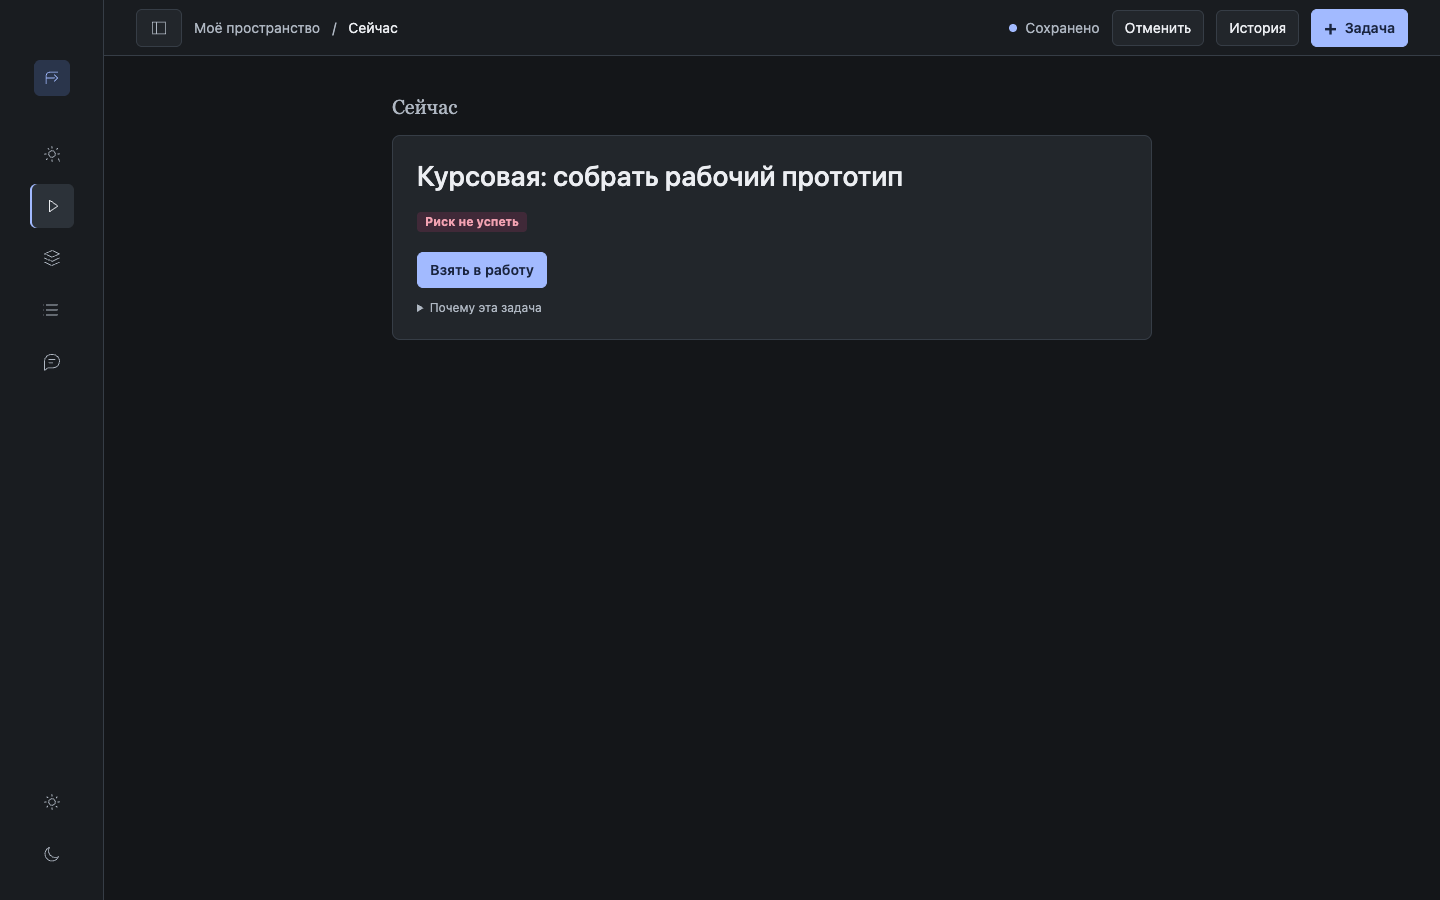 Моё пространство / Сейчас
Сохранено
Отменить
История
+ Задача
Сейчас
Курсовая: собрать рабочий прототип
Риск не успеть
Взять в работу
Почему эта задача